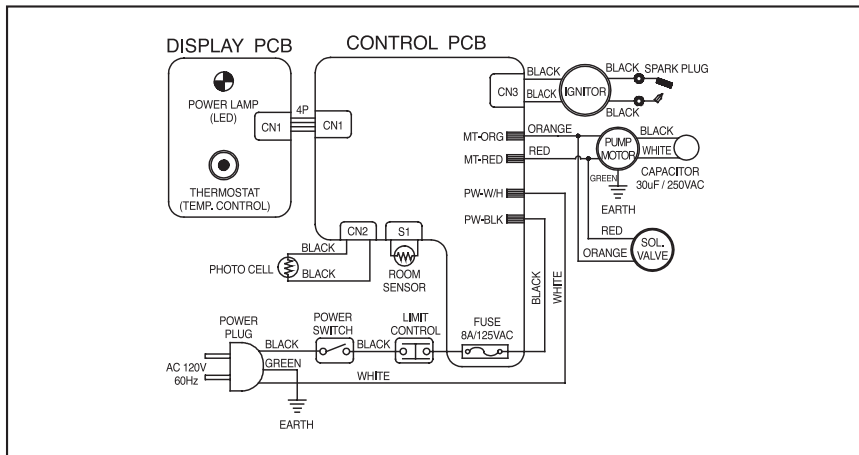 DISPLAY PCB
CONTROL PCB
POWER LAMP
(LED)
4P
CN1
CN1
THERMOSTAT
(TEMP. CONTROL)
CN3
BLACK
BLACK
IGNITOR
BLACK
BLACK
SPARK PLUG
MT-ORG
ORANGE
MT-RED
RED
PUMP
MOTOR
BLACK
WHITE
CAPACITOR
30uF / 250VAC
GREEN
EARTH
PW-W/H
PW-BLK
RED
ORANGE
SOL.
VALVE
CN2
S1
BLACK
BLACK
PHOTO CELL
ROOM
SENSOR
BLACK
WHITE
POWER
PLUG
POWER
SWITCH
LIMIT
CONTROL
FUSE
8A/125VAC
BLACK
BLACK
GREEN
WHITE
AC 120V
60Hz
EARTH